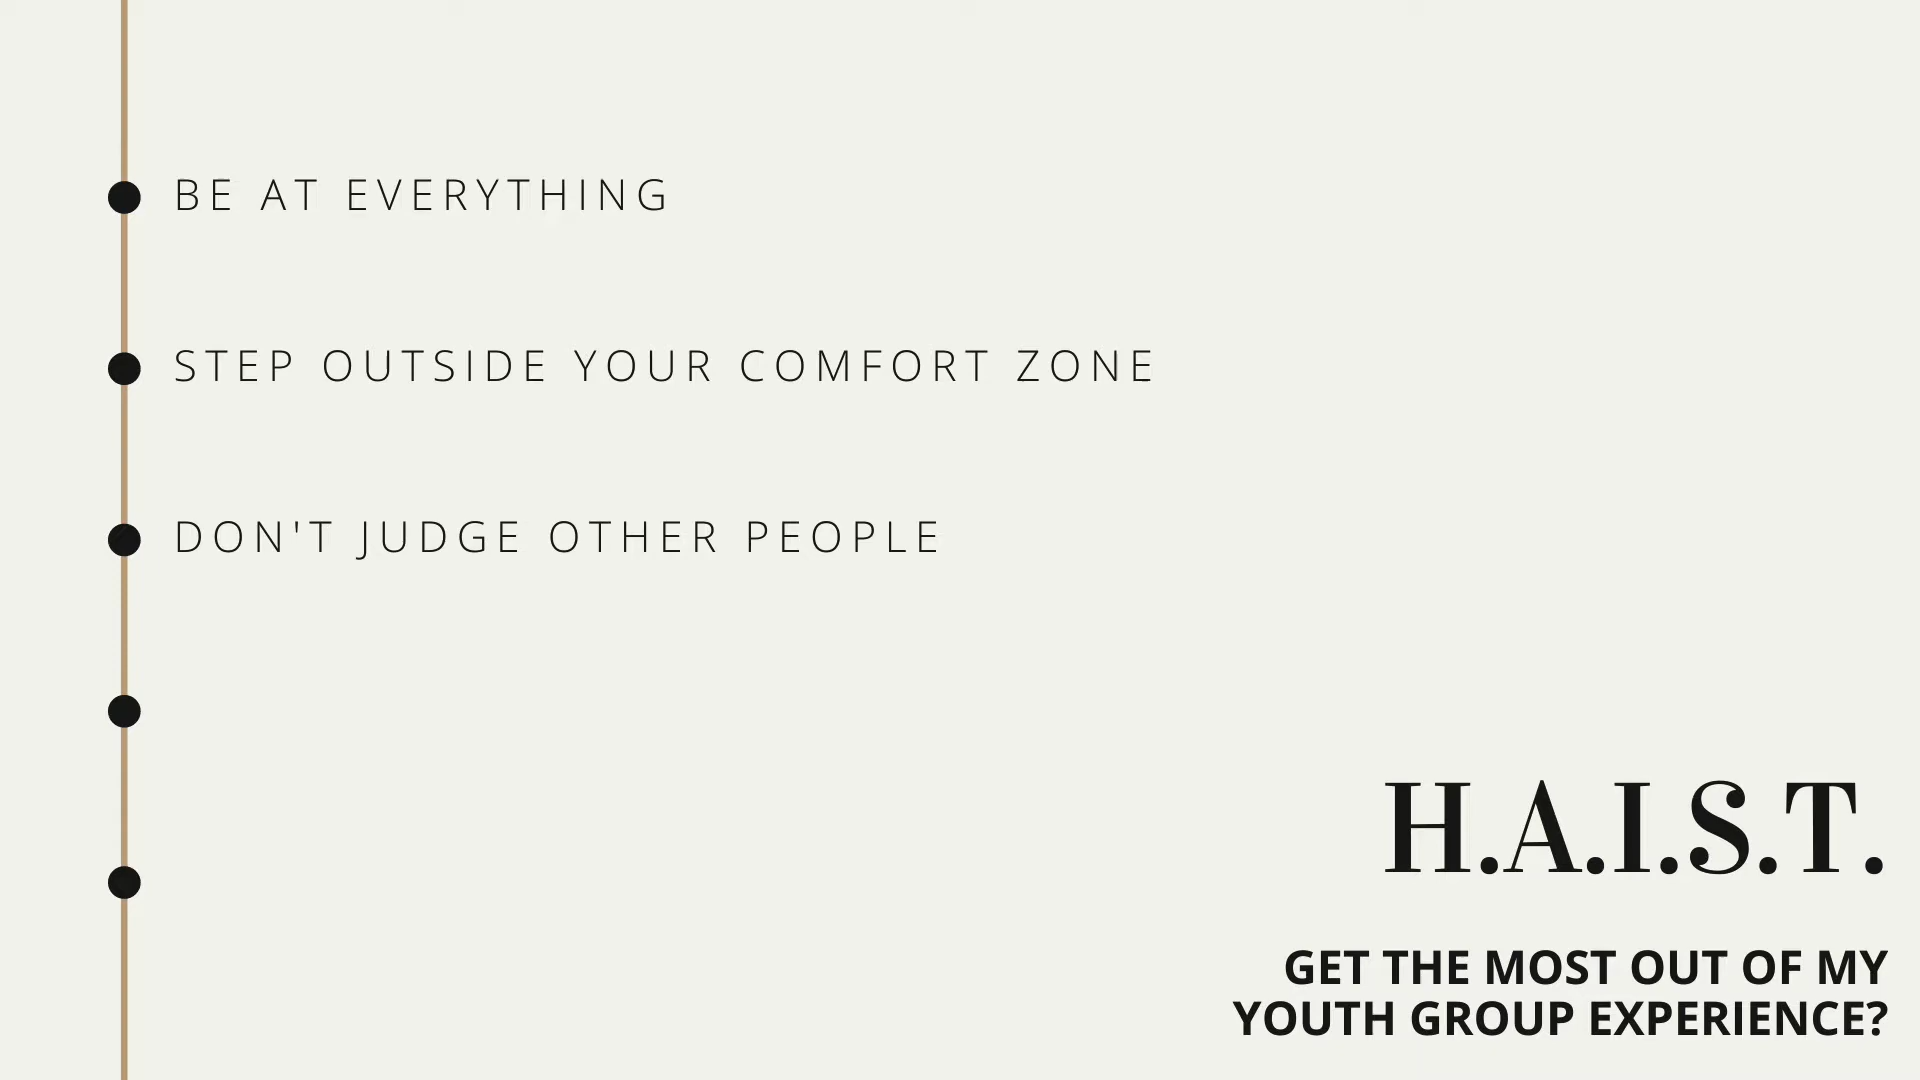 BE AT EVERYTHING
STEP OUTSIDE YOUR COMFORT ZONE
DON'T JUDGE OTHER PEOPLE
H.A.I.S.T.
GET THE MOST OUT OF MY
YOUTH GROUP EXPERIENCE?